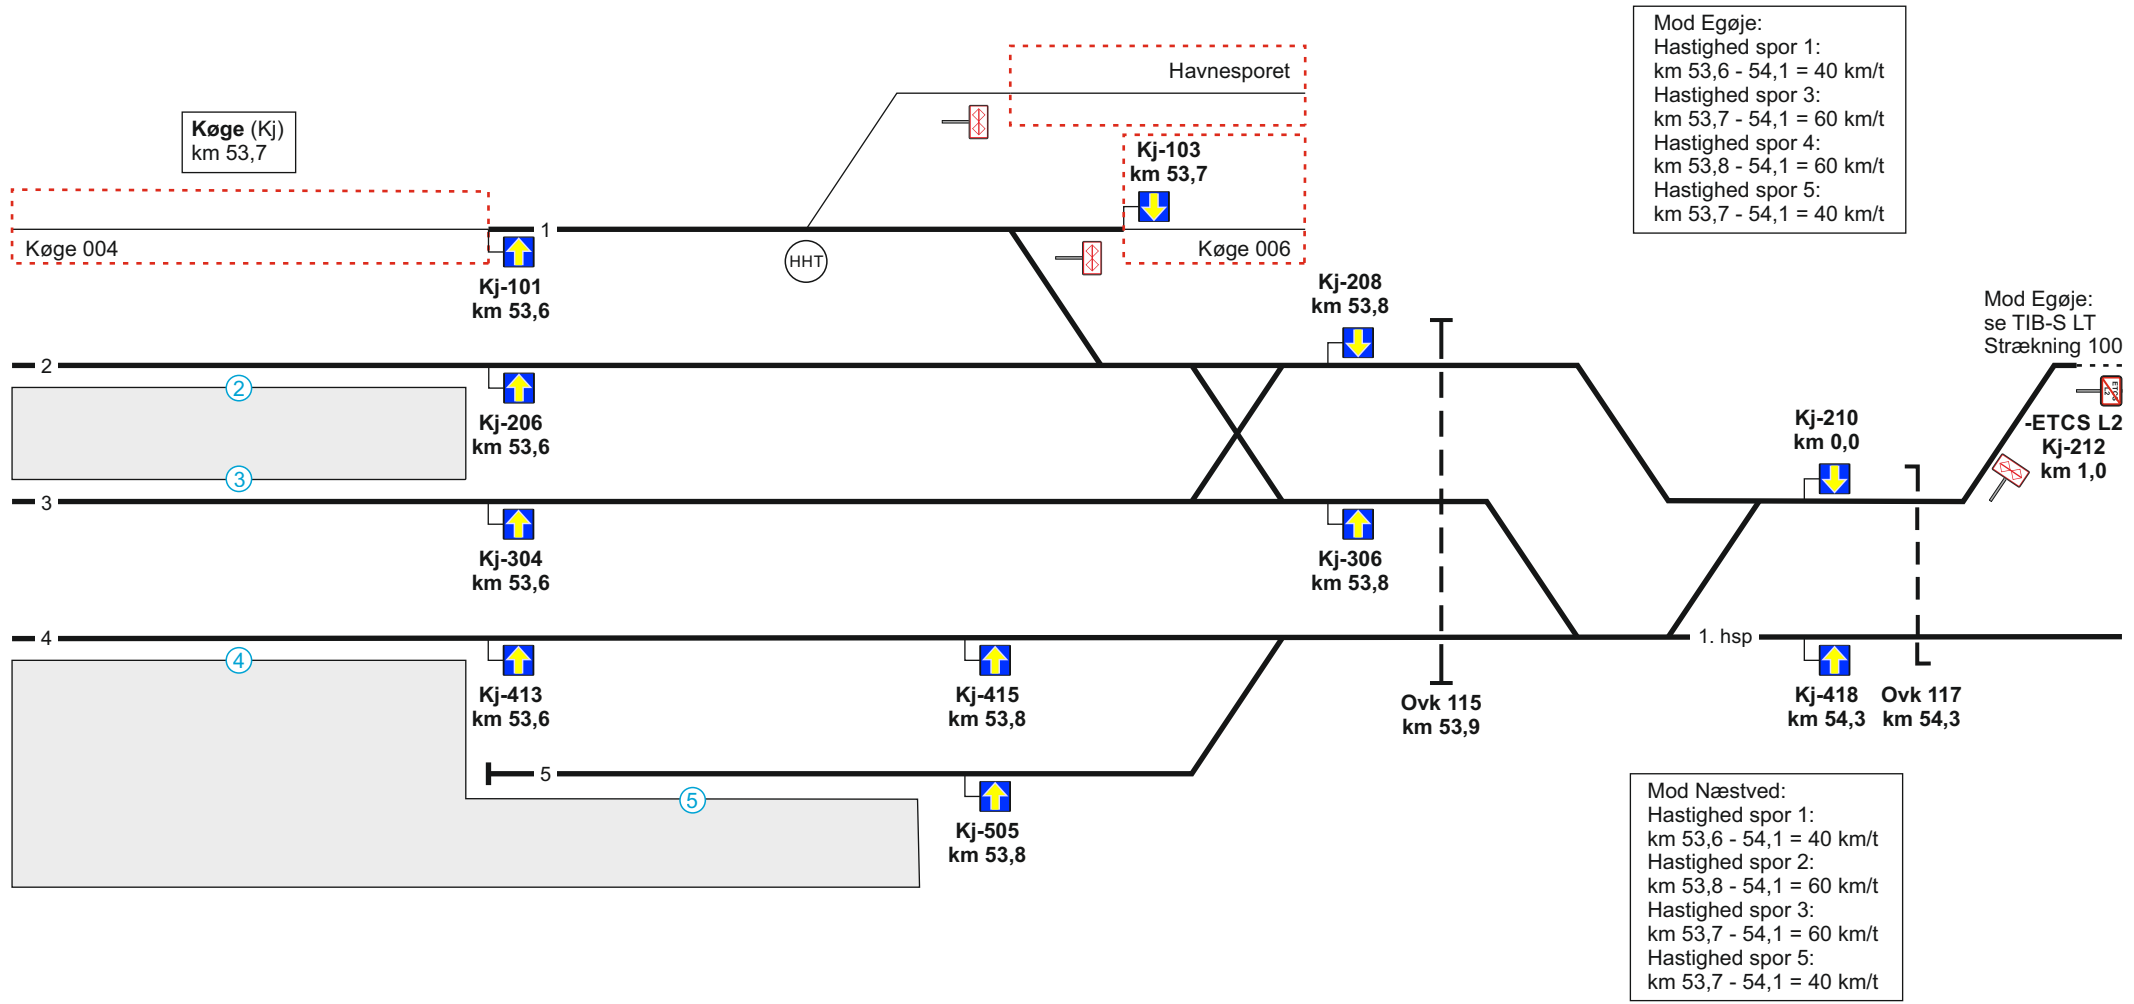 Mod Egøje:
Hastighed spor 1:
km 53,6 - 54,1 = 40 km/t
Hastighed spor 3:
km 53,7 - 54,1 = 60 km/t
Hastighed spor 4:
km 53,8 - 54,1 = 60 km/t
Hastighed spor 5:
km 53,7 - 54,1 = 40 km/t
Havnesporet
Køge (Kj)
km 53,7
Kj-103
km 53,7
1
Køge 004
Køge 006
HHT
Kj-101
km 53,6
Kj-208
km 53,8
Mod Egøje:
se TIB-S LT
Strækning 100
2
2
Kj-206
km 53,6
ETCS
L2
-ETCS L2
Kj-212
km 1,0
Kj-210
km 0,0
3
3
Kj-304
km 53,6
Kj-306
km 53,8
4
1. hsp
4
Kj-413
km 53,6
Kj-415
km 53,8
Ovk 115
km 53,9
Kj-418
km 54,3
Ovk 117
km 54,3
5
5
Kj-505
km 53,8
Mod Næstved:
Hastighed spor 1:
km 53,6 - 54,1 = 40 km/t
Hastighed spor 2:
km 53,8 - 54,1 = 60 km/t
Hastighed spor 3:
km 53,7 - 54,1 = 60 km/t
Hastighed spor 5:
km 53,7 - 54,1 = 40 km/t